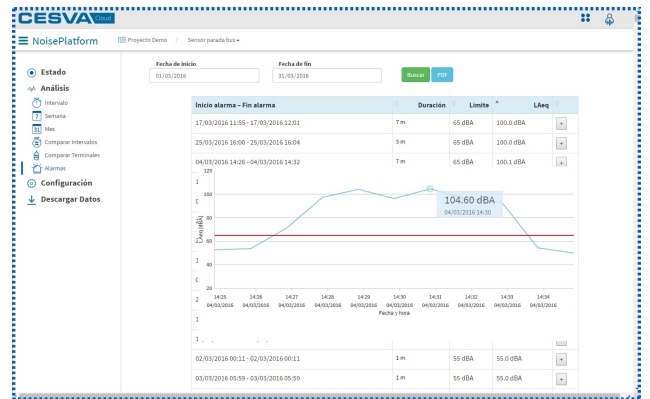 CESVA Cloud
NoisePlatform
Proyecto Demo / Sensor parada bus
Estado
Análisis
Intervalo
7 Semana
31 Mes
Comparar Intervalos
Comparar Terminales
Alarmas
Configuración
Descargar Datos
Fecha de inicio Fecha de fin
01/03/2016 31/03/2016 Buscar PDF
Inicio alarma – Fin alarma Duración Límite LAeq
17/03/2016 11:55 - 17/03/2016 12:01 7 m 65 dBA 100.0 dBA +
25/03/2016 16:00 - 25/03/2016 16:04 5 m 65 dBA 100.0 dBA +
04/03/2016 14:26 - 04/03/2016 14:32 7 m 65 dBA 100.1 dBA +
120
100
80
60
40
20
LAeq(dBA)
104.60 dBA
04/03/2016 14:30
14:25 14:26 14:27 14:28 14:29 14:30 14:31 14:32 14:33 14:34
04/03/2016 04/03/2016 04/03/2016 04/03/2016 04/03/2016 04/03/2016 04/03/2016 04/03/2016 04/03/2016 04/03/2016
Fecha y hora
02/03/2016 00:11 - 02/03/2016 00:11 1 m 55 dBA 55.0 dBA +
03/03/2016 05:59 - 03/03/2016 05:59 1 m 55 dBA 55.0 dBA +